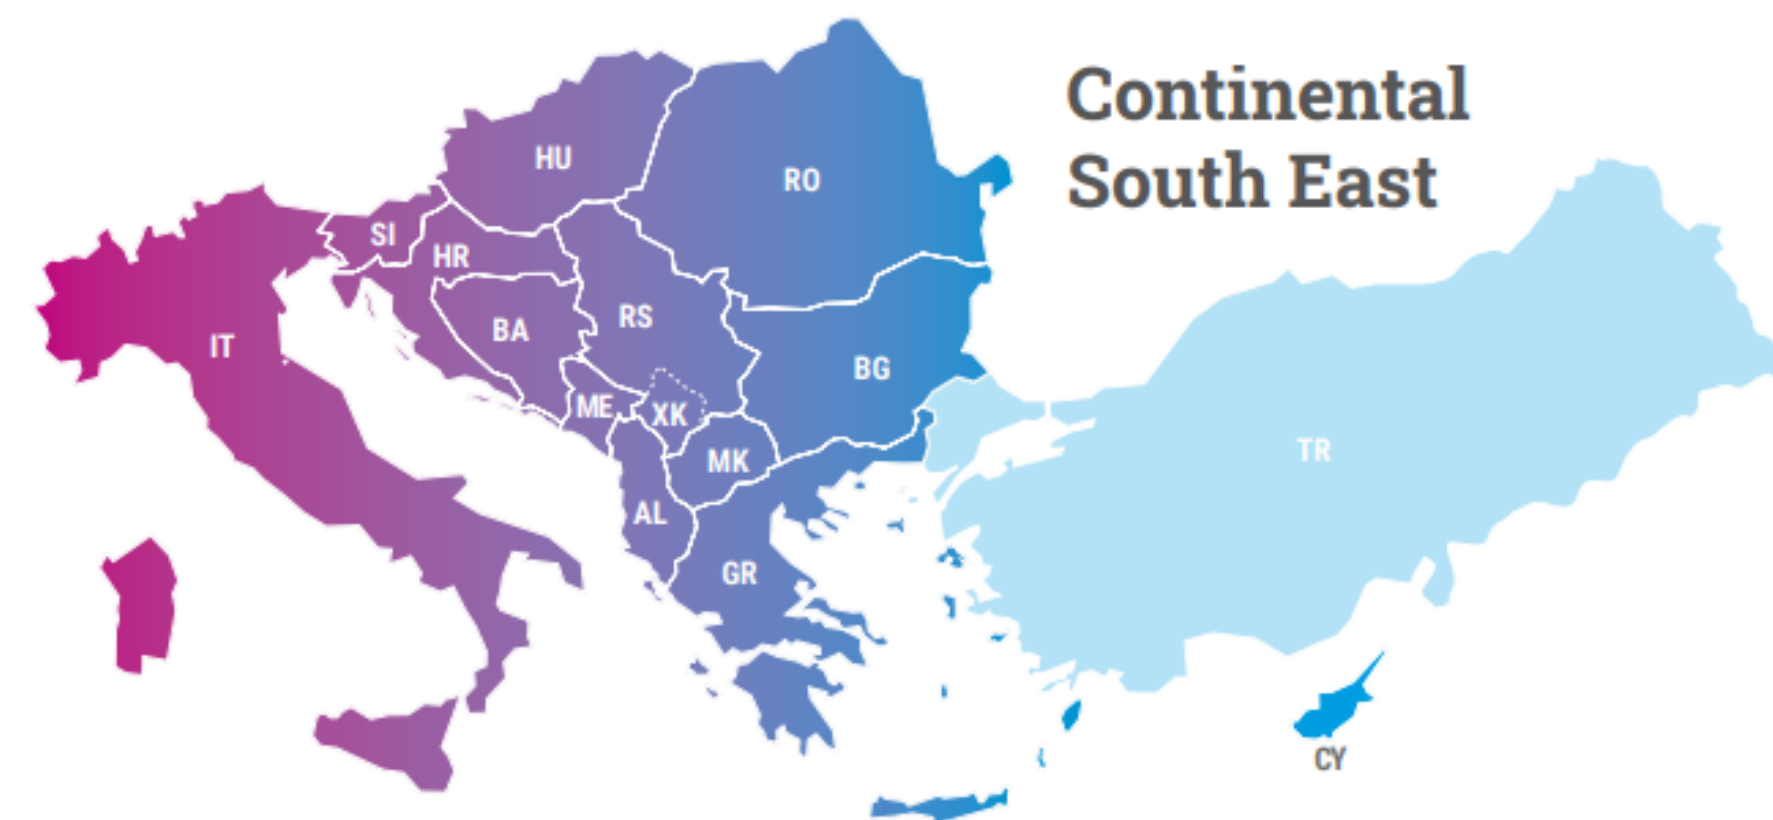 Continental
South East
HU
RO
SI
HR
RS
BA
IT
BG
ME
XK
MK
TR
AL
GR
CY